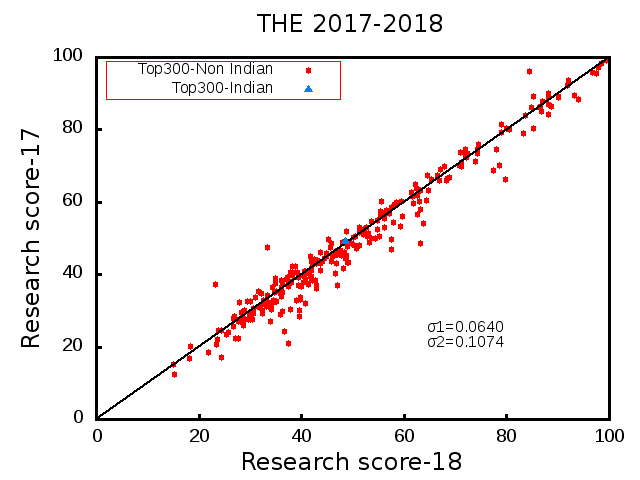 THE 2017-2018
Top300-Non Indian
Top300-Indian
Research score-17
100
80
60
40
20
0
σ1=0.0640
σ2=0.1074
0 20 40 60 80 100
Research score-18